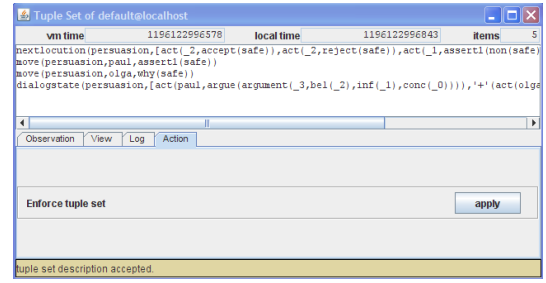 Tuple Set of default@localhost
vm time 1196122996578 local time 1196122996843 items 5
nextlocution(persuasion,[act(_2,accept(safe)),act(_2,reject(safe)),act(_1,assertl(non(safe)
move(persuasion,paul,assertl(safe))
move(persuasion,olga,why(safe))
dialogstate(persuasion,[act(paul,argue(argument(_3,bel(_2),inf(_1),conc(_0)))),'+'(act(olga
Observation View Log Action
Enforce tuple set apply
tuple set description accepted.